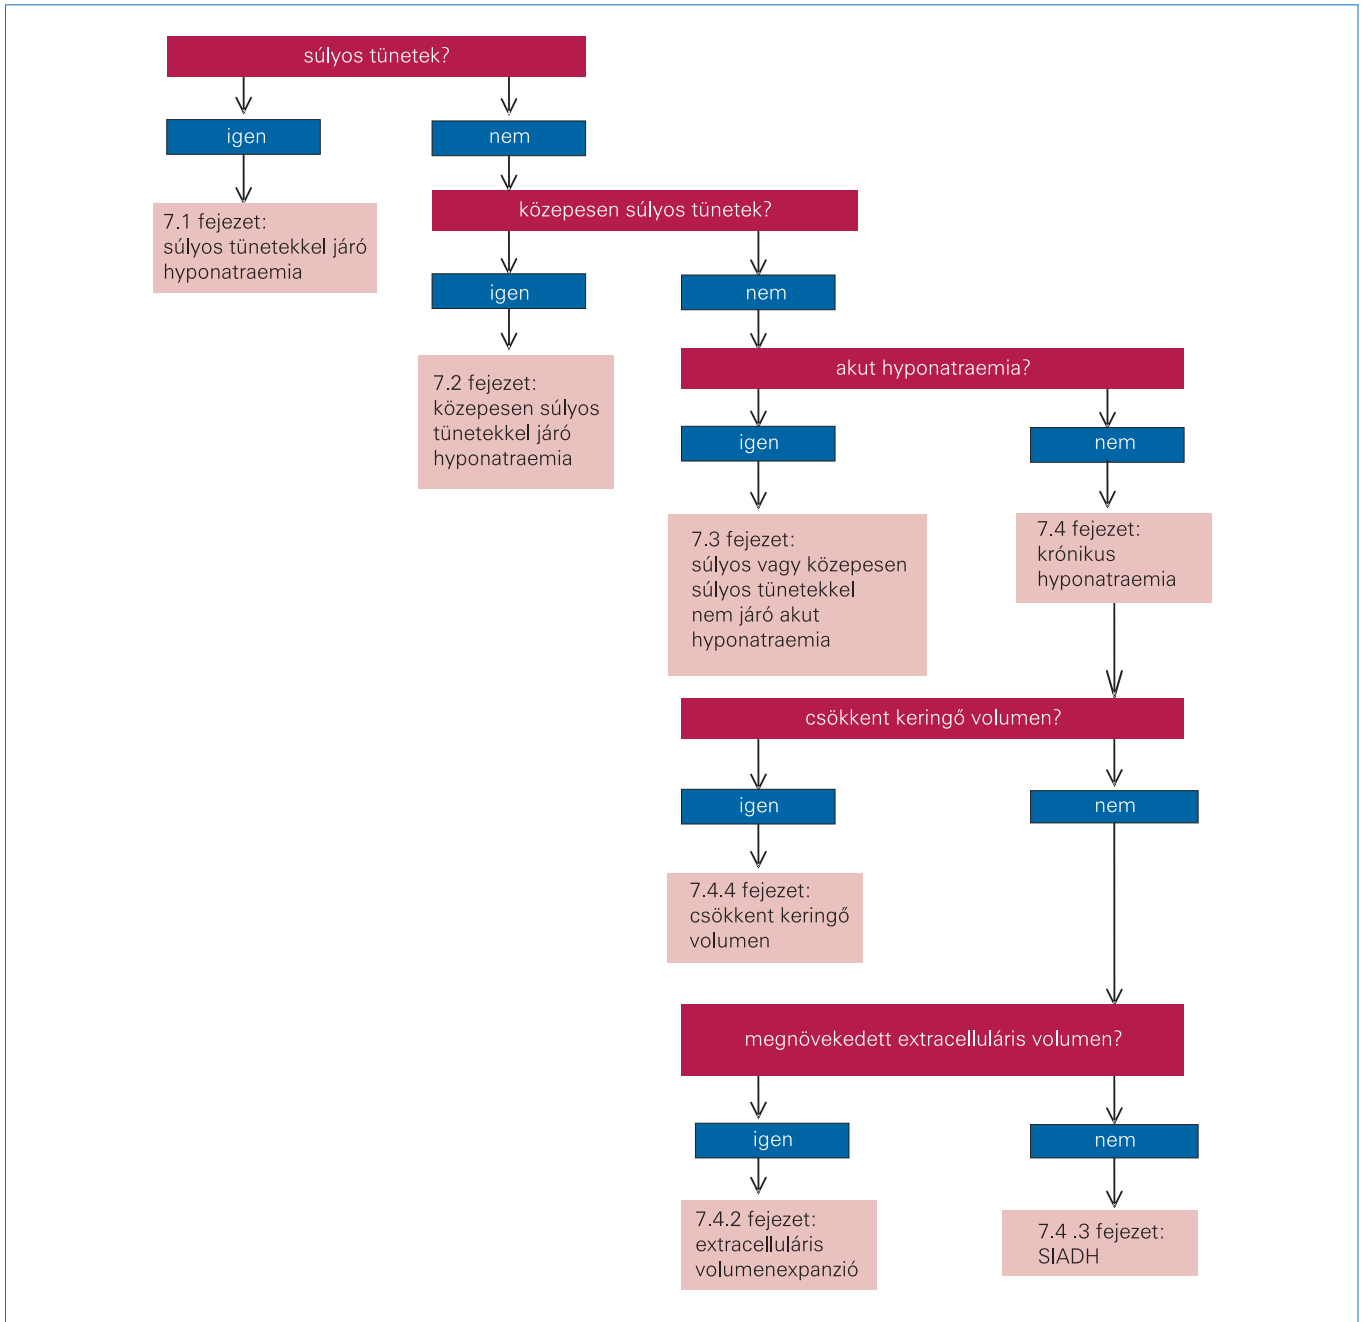 súlyos tünetek?
igen
nem
7.1 fejezet:
súlyos tünetekkel járó
hyponatraemia
közepesen súlyos tünetek?
igen
nem
7.2 fejezet:
közepesen súlyos
tünetekkel járó
hyponatraemia
akut hyponatraemia?
igen
nem
7.3 fejezet:
súlyos vagy közepesen
súlyos tünetekkel
nem járó akut
hyponatraemia
7.4 fejezet:
krónikus
hyponatraemia
csökkent keringő volumen?
igen
nem
7.4.4 fejezet:
csökkent keringő
volumen
megnövekedett extracelluláris volumen?
igen
nem
7.4.2 fejezet:
extracelluláris
volumenexpanzió
7.4 .3 fejezet:
SIADH